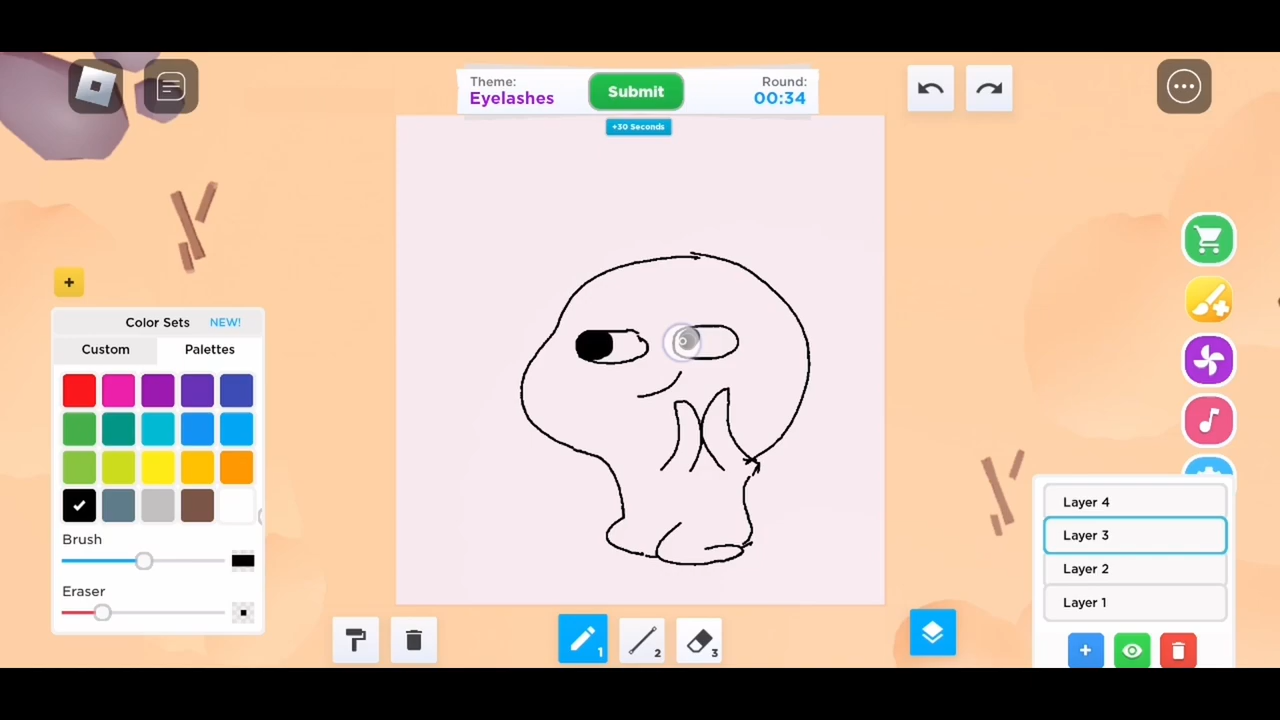 Theme:
Eyelashes
Submit
Round:
00:34
+30 Seconds
+
Color Sets NEW!
Custom Palettes
Brush
Eraser
Layer 4
Layer 3
Layer 2
Layer 1
1
2
3
+